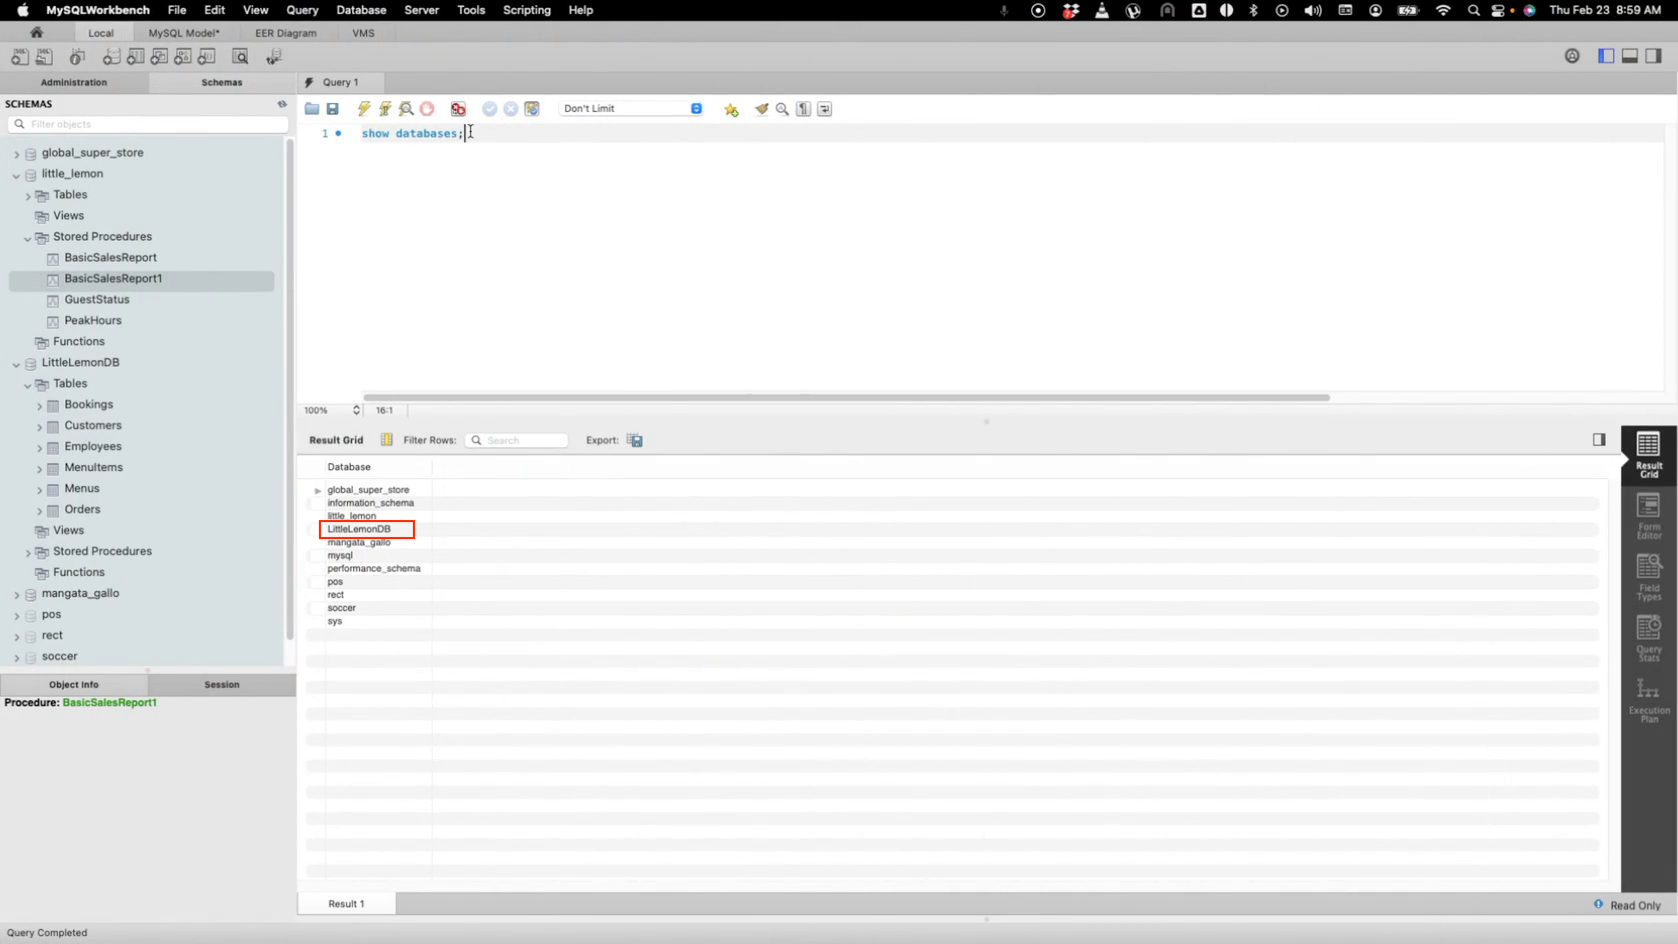 MySQLWorkbench File Edit View Query Database Server Tools Scripting Help Thu Feb 23 8:59 AM
Local MySQL Model* EER Diagram VMS
Administration Schemas Query 1
SCHEMAS
Filter objects
Don't Limit
1 show databases;
global_super_store
little_lemon
Tables
Views
Stored Procedures
BasicSalesReport
BasicSalesReport1
GuestStatus
PeakHours
Functions
LittleLemonDB
Tables
Bookings
Customers
Employees
MenuItems
Menus
Orders
Views
Stored Procedures
Functions
mangata_gallo
pos
rect
soccer
Object Info Session
Procedure: BasicSalesReport1
100% 16:1
Result Grid Filter Rows: Search Export:
Database
global_super_store
information_schema
little_lemon
LittleLemonDB
mangata_gallo
mysql
performance_schema
pos
rect
soccer
sys
Result
Grid
Form
Editor
Field
Types
Query
Stats
Execution
Plan
Result 1
Read Only
Query Completed